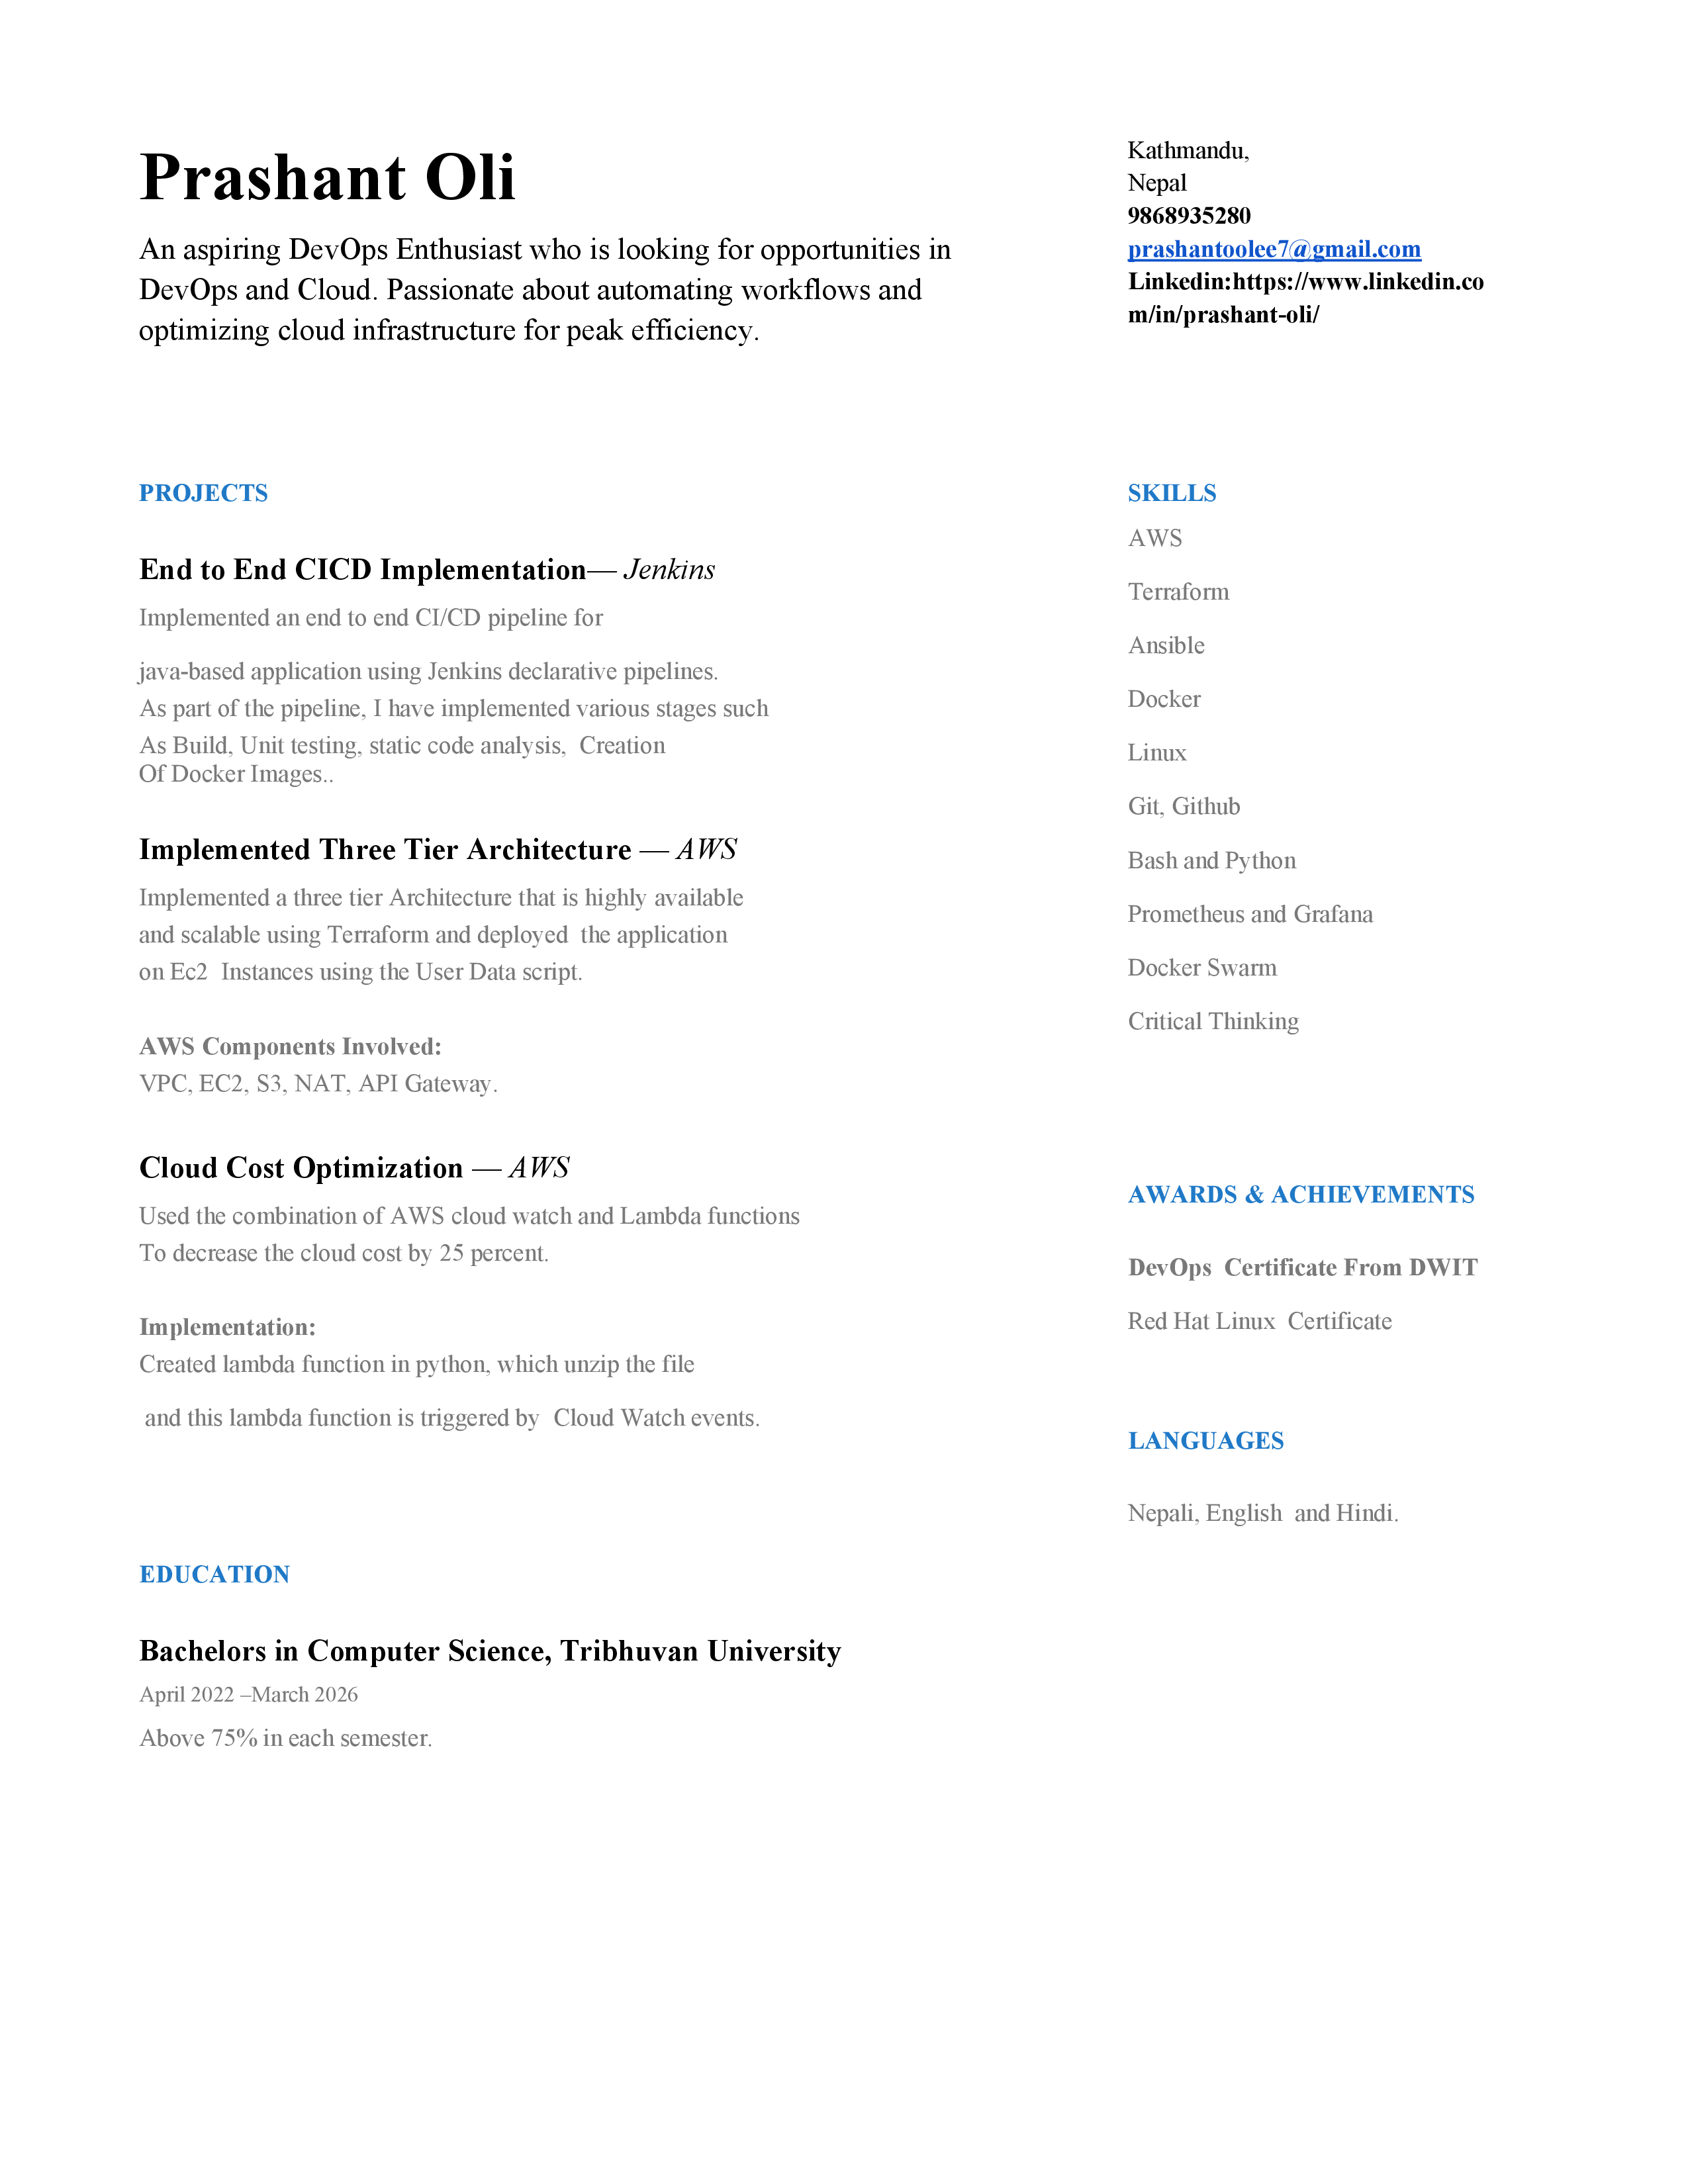 Prashant Oli
An aspiring DevOps Enthusiast who is looking for opportunities in
DevOps and Cloud. Passionate about automating workflows and
optimizing cloud infrastructure for peak efficiency.
Kathmandu,
Nepal
9868935280
prashantoolee7@gmail.com
Linkedin:https://www.linkedin.co
m/in/prashant-oli/
PROJECTS
End to End CICD Implementation— Jenkins
Implemented an end to end CI/CD pipeline for
java-based application using Jenkins declarative pipelines.
As part of the pipeline, I have implemented various stages such
As Build, Unit testing, static code analysis,  Creation
Of Docker Images..
Implemented Three Tier Architecture — AWS
Implemented a three tier Architecture that is highly available
and scalable using Terraform and deployed  the application
on Ec2  Instances using the User Data script.
AWS Components Involved:
VPC, EC2, S3, NAT, API Gateway.
Cloud Cost Optimization — AWS
Used the combination of AWS cloud watch and Lambda functions
To decrease the cloud cost by 25 percent.
Implementation:
Created lambda function in python, which unzip the file
and this lambda function is triggered by  Cloud Watch events.
EDUCATION
Bachelors in Computer Science, Tribhuvan University
April 2022 –March 2026
Above 75% in each semester.
SKILLS
AWS
Terraform
Ansible
Docker
Linux
Git, Github
Bash and Python
Prometheus and Grafana
Docker Swarm
Critical Thinking
AWARDS & ACHIEVEMENTS
DevOps  Certificate From DWIT
Red Hat Linux  Certificate
LANGUAGES
Nepali, English  and Hindi.